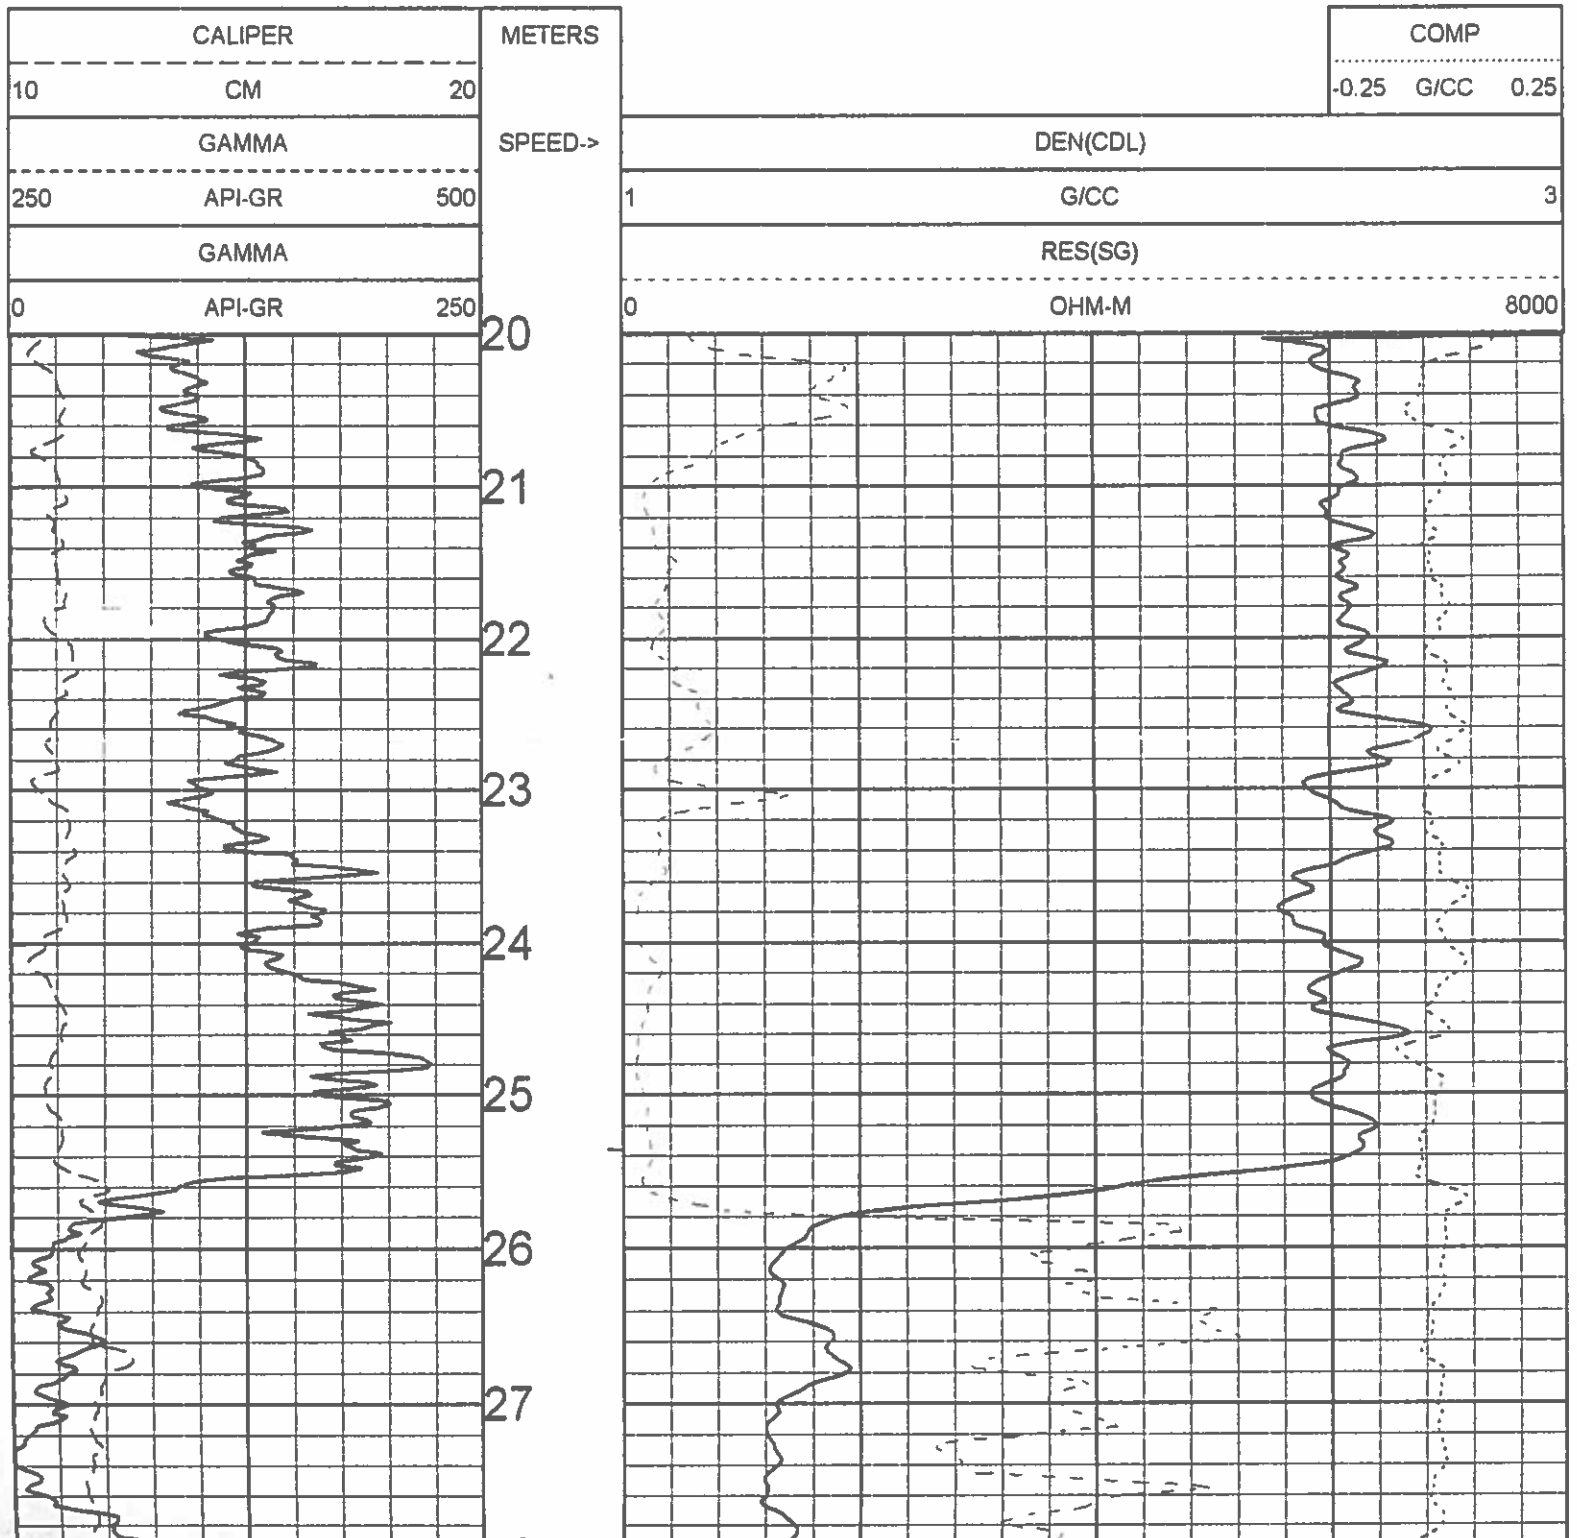 CALIPER METERS COMP
10 CM 20 -0.25 G/CC 0.25
GAMMA SPEED-> DEN(CDL)
250 API-GR 500 1 G/CC 3
GAMMA RES(SG)
0 API-GR 250 0 OHM-M 8000
20
21
22
23
24
25
26
27